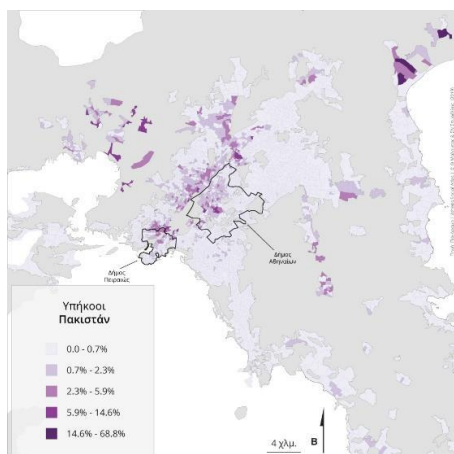 Δήμος
Πειραιώς
Δήμος
Αθηναίων
Υπήκοοι
Πακιστάν
0.0 - 0.7%
0.7% - 2.3%
2.3% - 5.9%
5.9% - 14.6%
14.6% - 68.8%
4 χλμ.
Β